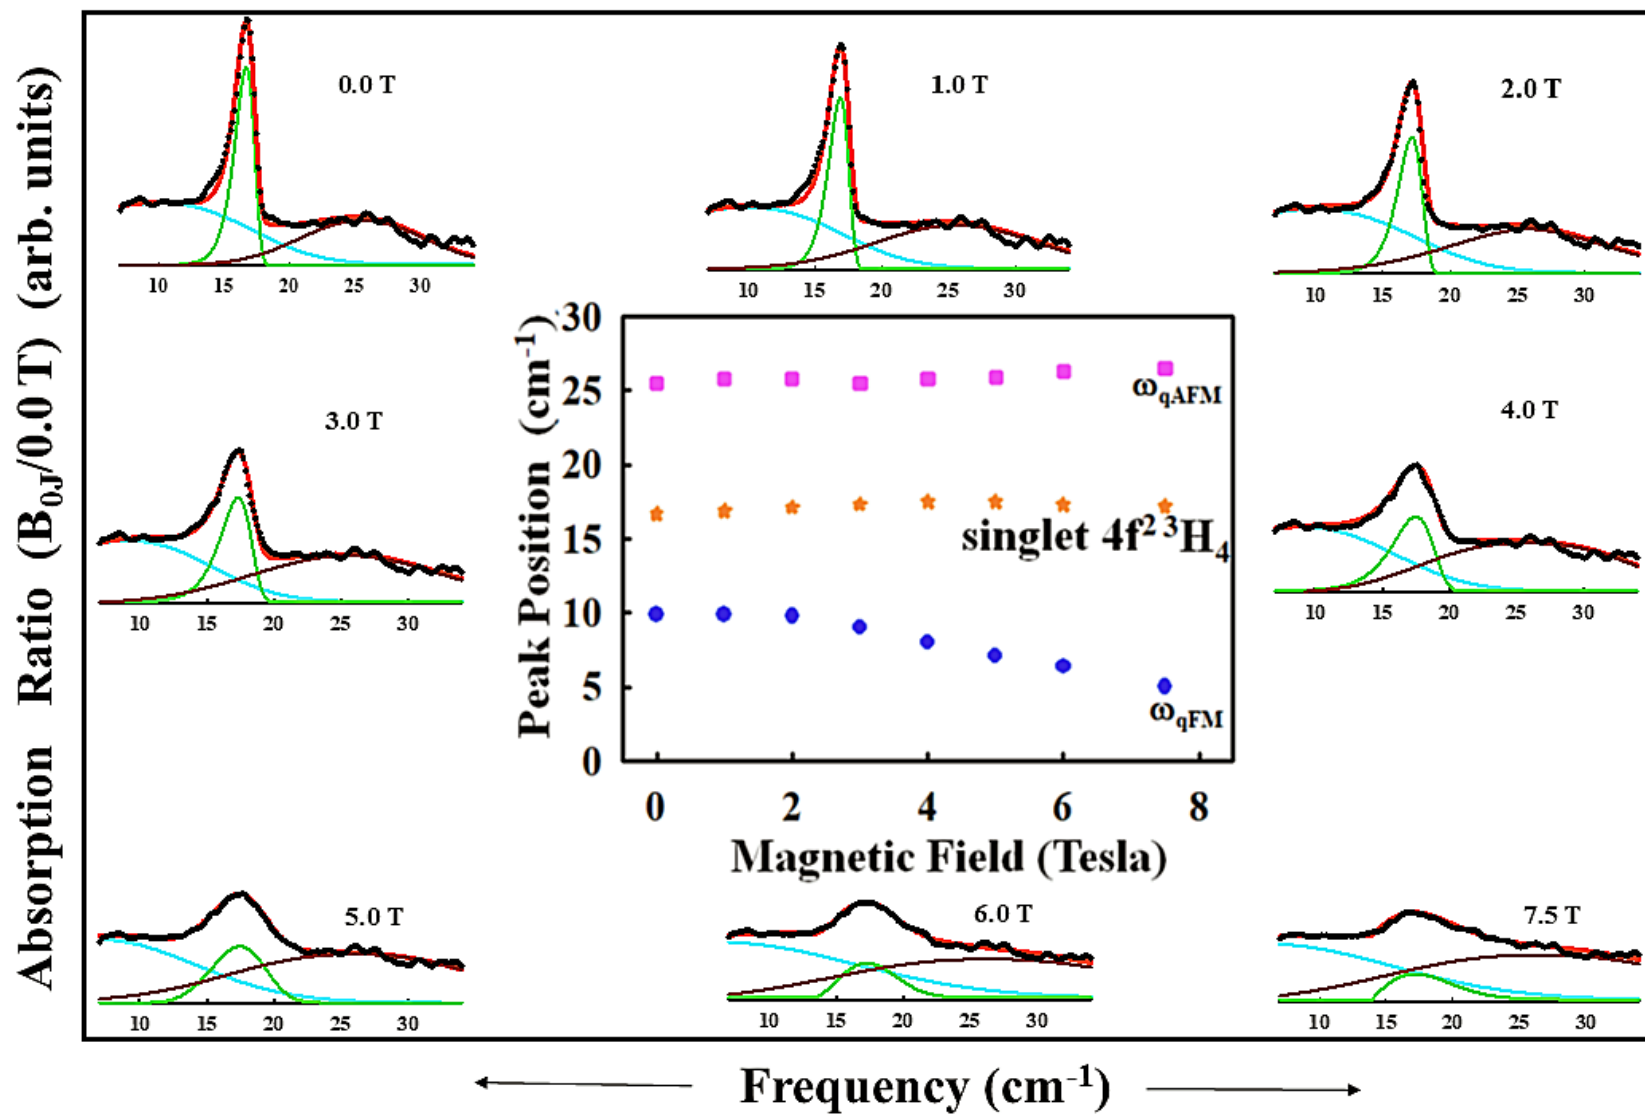 Absorption Ratio (B₀J/0.0 T) (arb. units)
0.0 T
10 15 20 25 30
1.0 T
10 15 20 25 30
2.0 T
10 15 20 25 30
3.0 T
10 15 20 25 30
Peak Position (cm⁻¹)
30
25
20
15
10
5
0
ωqAFM
singlet 4f² ³H₄
ωqFM
0 2 4 6 8
Magnetic Field (Tesla)
4.0 T
10 15 20 25 30
5.0 T
10 15 20 25 30
6.0 T
10 15 20 25 30
7.5 T
10 15 20 25 30
Frequency (cm⁻¹)